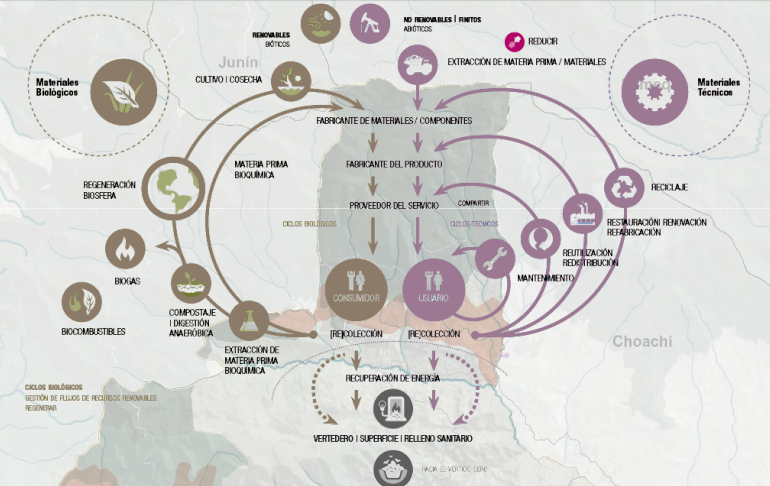 RENOVABLES
BIÓTICOS
NO RENOVABLES | FINITOS
ABIÓTICOS
REDUCIR
Junín
EXTRACCIÓN DE MATERIA PRIMA / MATERIALES
Materiales
Biológicos
CULTIVO | COSECHA
Materiales
Técnicos
FABRICANTE DE MATERIALES / COMPONENTES
MATERIA PRIMA
BIOQUÍMICA
FABRICANTE DEL PRODUCTO
REGENERACIÓN
BIOSFERA
RECICLAJE
PROVEEDOR DEL SERVICIO
COMPARTIR
CICLOS BIOLÓGICOS
CICLOS TÉCNICOS
RESTAURACIÓN | RENOVACIÓN
REFABRICACIÓN
REUTILIZACIÓN
REDISTRIBUCIÓN
MANTENIMIENTO
BIOGAS
CONSUMIDOR
USUARIO
COMPOSTAJE
| DIGESTIÓN
ANAERÓBICA
BIOCOMBUSTIBLES
[RE]COLECCIÓN
[RE]COLECCIÓN
Choachí
EXTRACCIÓN DE
MATERIA PRIMA
BIOQUÍMICA
RECUPERACIÓN DE ENERGÍA
CICLOS BIOLÓGICOS
GESTIÓN DE FLUJOS DE RECURSOS RENOVABLES
REGENERAR
VERTEDERO | SUPERFICIE | RELLENO SANITARIO
HACIA EL VERTIDO CERO